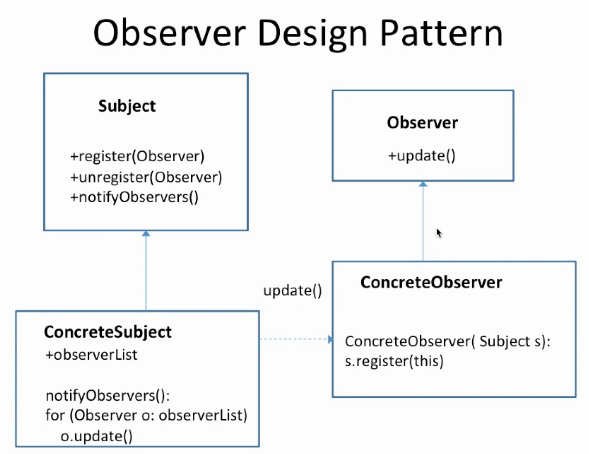 Observer Design Pattern
Subject
+register(Observer)
+unregister(Observer)
+notifyObservers()
Observer
+update()
update()
ConcreteSubject
+observerList
notifyObservers():
for (Observer o: observerList)
o.update()
ConcreteObserver
ConcreteObserver( Subject s):
s.register(this)